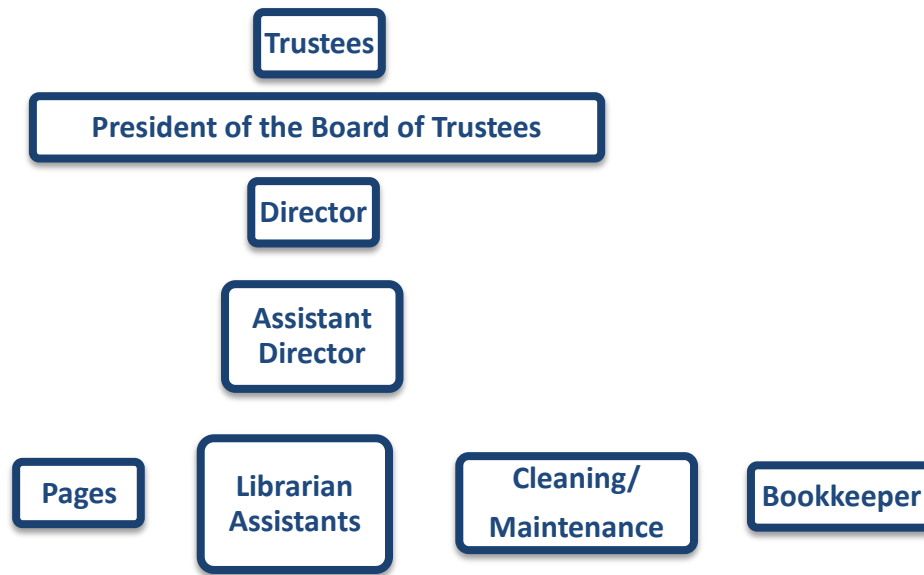 Trustees
President of the Board of Trustees
Director
Assistant
Director
Pages
Librarian
Assistants
Cleaning/
Maintenance
Bookkeeper